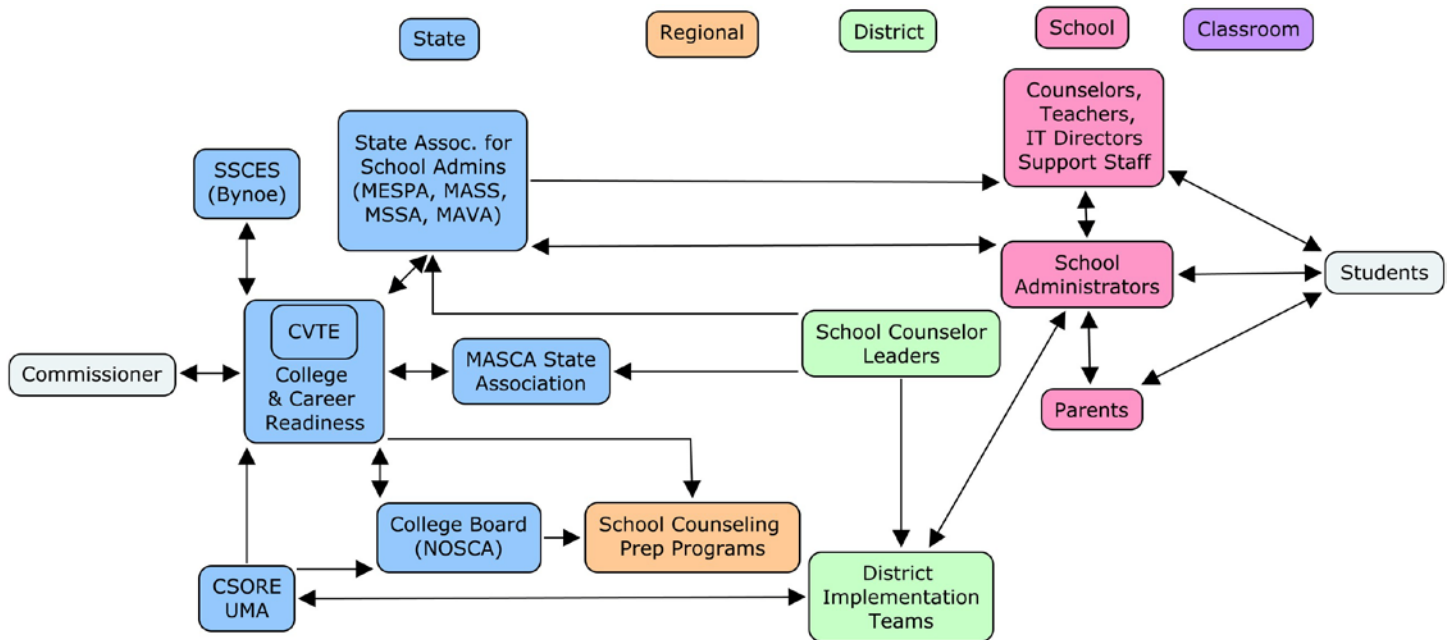 State
Regional
District
School
Classroom
Counselors,
Teachers,
IT Directors
Support Staff
State Assoc. for
School Admins
(MESPA, MASS,
MSSA, MAVA)
SSCES
(Bynoe)
School
Administrators
Students
CVTE
College
& Career
Readiness
Commissioner
MASCA State
Association
School Counselor
Leaders
Parents
College Board
(NOSCA)
School Counseling
Prep Programs
CSORE
UMA
District
Implementation
Teams